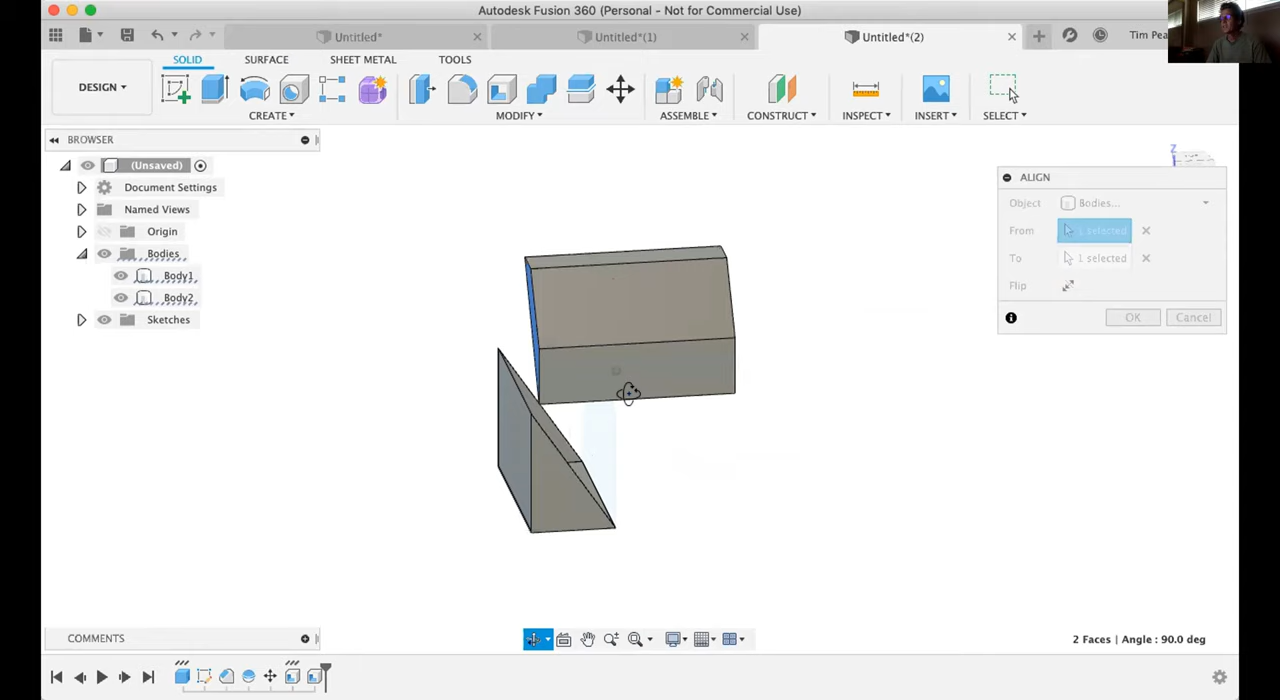 Autodesk Fusion 360 (Personal - Not for Commercial Use)
Untitled*
Untitled*(1)
Untitled*(2)
Tim Pea
SOLID
SURFACE
SHEET METAL
TOOLS
DESIGN
CREATE
MODIFY
ASSEMBLE
CONSTRUCT
INSPECT
INSERT
SELECT
BROWSER
(Unsaved)
Document Settings
Named Views
Origin
Bodies
Body1
Body2
Sketches
Z
ALIGN
Object Bodies...
From 1 selected
To 1 selected
Flip
OK Cancel
COMMENTS
2 Faces | Angle : 90.0 deg